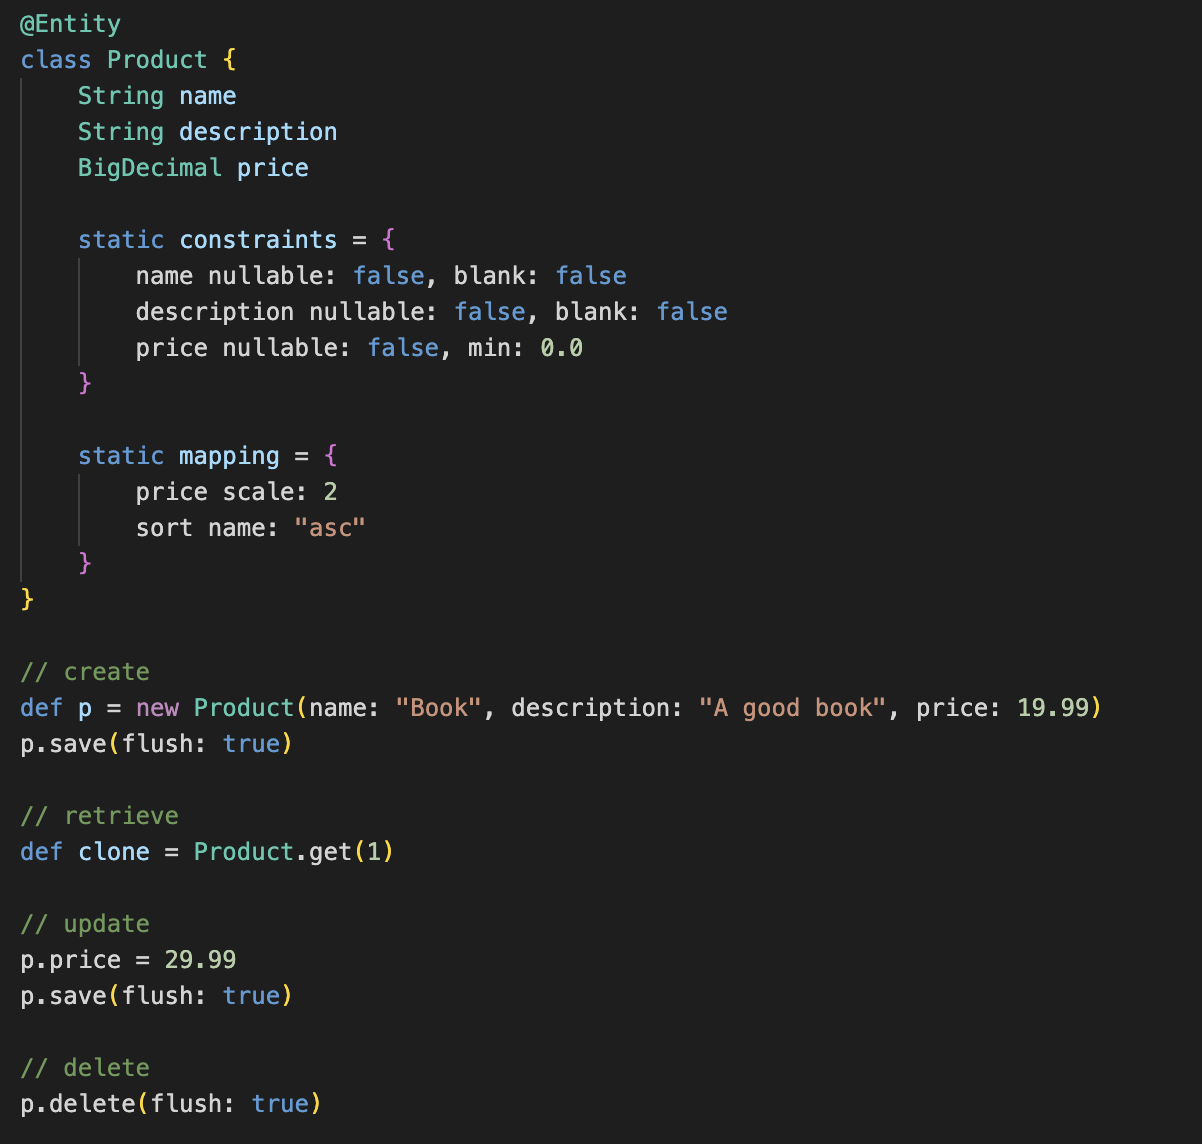 @Entity
class Product {
    String name
    String description
    BigDecimal price

    static constraints = {
        name nullable: false, blank: false
        description nullable: false, blank: false
        price nullable: false, min: 0.0
    }

    static mapping = {
        price scale: 2
        sort name: "asc"
    }
}

// create
def p = new Product(name: "Book", description: "A good book", price: 19.99)
p.save(flush: true)

// retrieve
def clone = Product.get(1)

// update
p.price = 29.99
p.save(flush: true)

// delete
p.delete(flush: true)